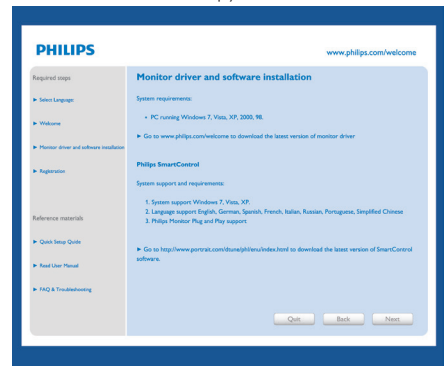 PHILIPS
www.philips.com/welcome
Required steps
► Select Language
► Welcome
► Monitor driver and software installation
► Registration
Reference materials
► Quick Setup Guide
► Read User Manual
► FAQ & Troubleshooting
Monitor driver and software installation
System requirements:
• PC running Windows 7, Vista, XP, 2000, 98.
► Go to www.philips.com/welcome to download the latest version of monitor driver
Philips SmartControl
System support and requirements:
1. System support Windows 7, Vista, XP.
2. Language support English, German, Spanish, French, Italian, Russian, Portuguese, Simplified Chinese
3. Philips Monitor Plug and Play support
► Go to http://www.portrait.com/dtune/phl/enu/index.html to download the latest version of SmartControl
software.
Quit
Back
Next